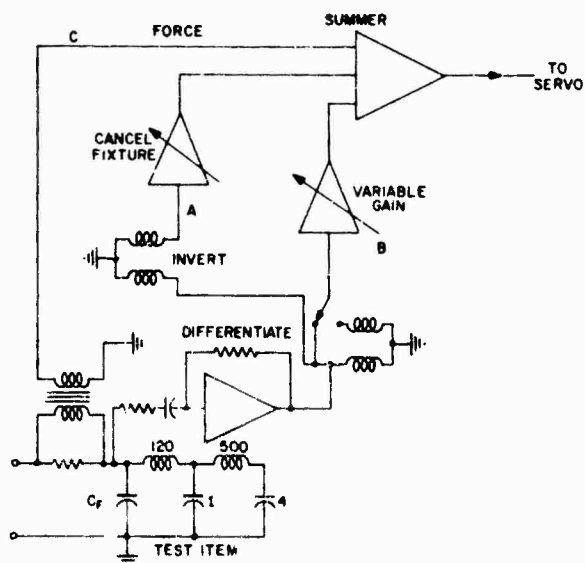 SUMMER
C FORCE
TO
SERVO
CANCEL
FIXTURE
VARIABLE
GAIN
A
B
INVERT
DIFFERENTIATE
120 500
CF 1 4
TEST ITEM